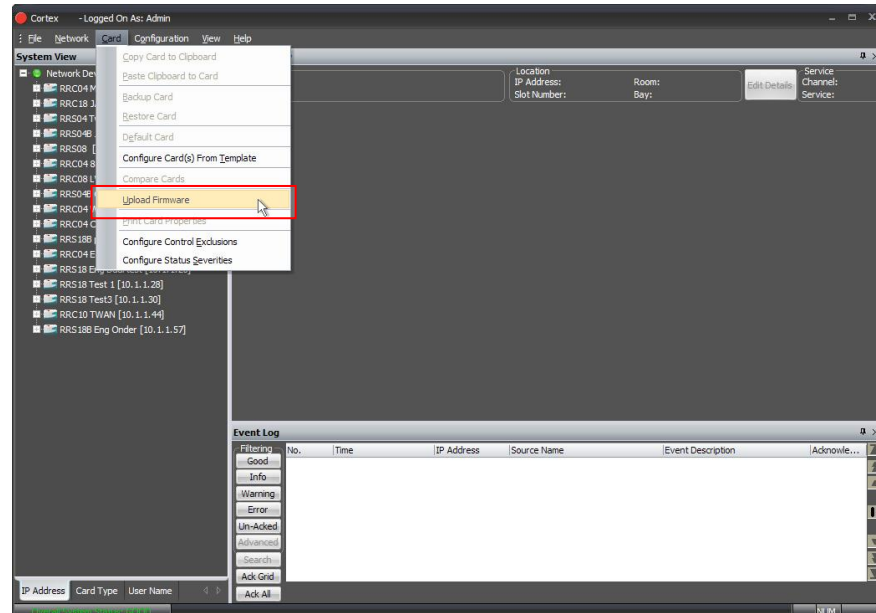 Cortex - Logged On As: Admin
File Network Card Configuration View Help
System View
Copy Card to Clipboard
Paste Clipboard to Card
Backup Card
Restore Card
Default Card
Configure Card(s) From Template
Compare Cards
Upload Firmware
Print Card Properties
Configure Control Exclusions
Configure Status Severities
Network Dev
RRC04 M
RRC18 J
RRS04 T
RRS04B
RRS08 [
RRC04 8
RRC08 L
RRS04B
RRC04
RRC04 C
RRS18B
RRC04 E
RRS18 Eng
RRS18 Test 1 [10.1.1.28]
RRS18 Test3 [10.1.1.30]
RRC10 TWAN [10.1.1.44]
RRS18B Eng Onder [10.1.1.57]
Location
IP Address: Room:
Slot Number: Bay:
Edit Details
Service
Channel:
Service:
Event Log
Filtering
Good
Info
Warning
Error
Un-Acked
Advanced
Search
Ack Grid
Ack All
No. Time IP Address Source Name Event Description Acknowle...
IP Address Card Type User Name
NUM